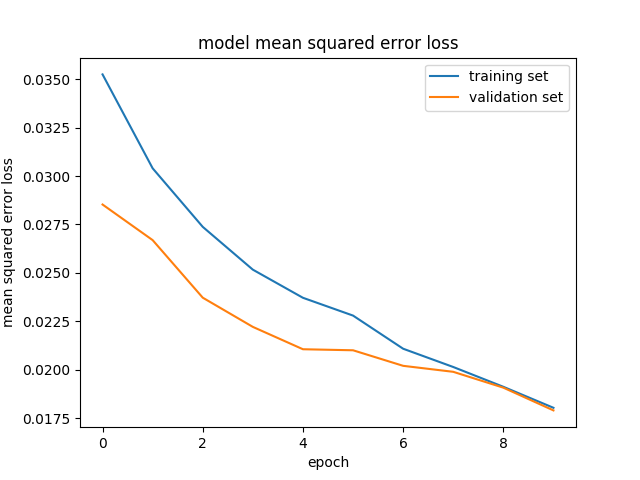 model mean squared error loss
training set
validation set
mean squared error loss
0.0350
0.0325
0.0300
0.0275
0.0250
0.0225
0.0200
0.0175
0 2 4 6 8
epoch